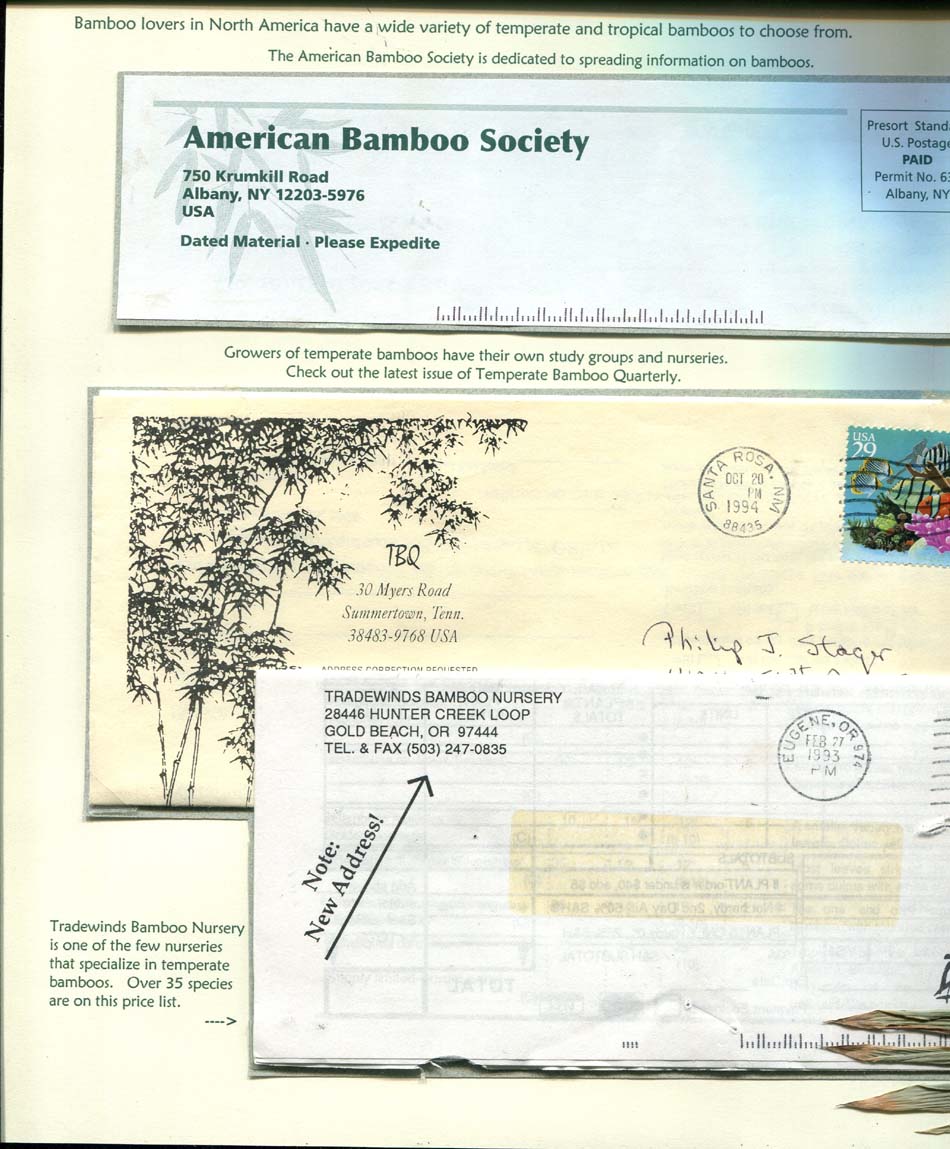 Bamboo lovers in North America have a wide variety of temperate and tropical bamboos to choose from.
The American Bamboo Society is dedicated to spreading information on bamboos.
American Bamboo Society
750 Krumkill Road
Albany, NY 12203-5976
USA
Dated Material · Please Expedite
Presort Stand
U.S. Postage
PAID
Permit No. 63
Albany, NY
Growers of temperate bamboos have their own study groups and nurseries.
Check out the latest issue of Temperate Bamboo Quarterly.
USA
29
SANTA ROSA, NM
OCT 20
PM
1994
88435
TBQ
30 Myers Road
Summertown, Tenn.
38483-9768 USA
Philip J. Stager
ADDRESS CORRECTION REQUESTED
TRADEWINDS BAMBOO NURSERY
28446 HUNTER CREEK LOOP
GOLD BEACH, OR 97444
TEL. & FAX (503) 247-0835
EUGENE, OR 974
FEB 27
1993
PM
Note:
New Address!
SUBTOTALS
TOTAL
Tradewinds Bamboo Nursery
is one of the few nurseries
that specialize in temperate
bamboos. Over 35 species
are on this price list.
---->